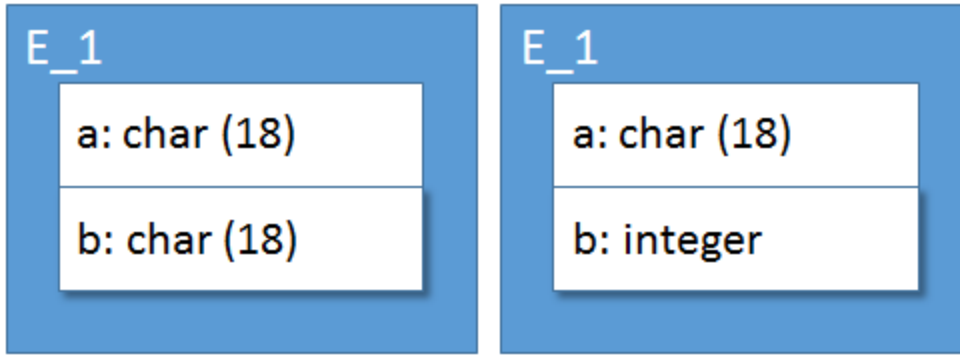 E_1
a: char (18)
b: char (18)
E_1
a: char (18)
b: integer